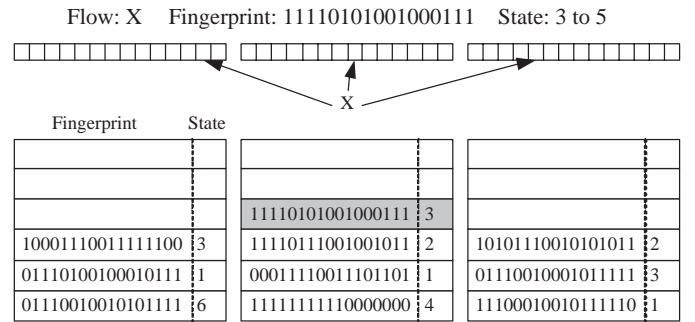 Flow: X Fingerprint: 11110101001000111 State: 3 to 5
X
Fingerprint State
11110101001000111 3
10001110011111100 3 11110111001001011 2 10101110010101011 2
01110100100010111 1 00011110011101101 1 01110010001011111 3
01110010010101111 6 11111111110000000 4 11100010010111110 1